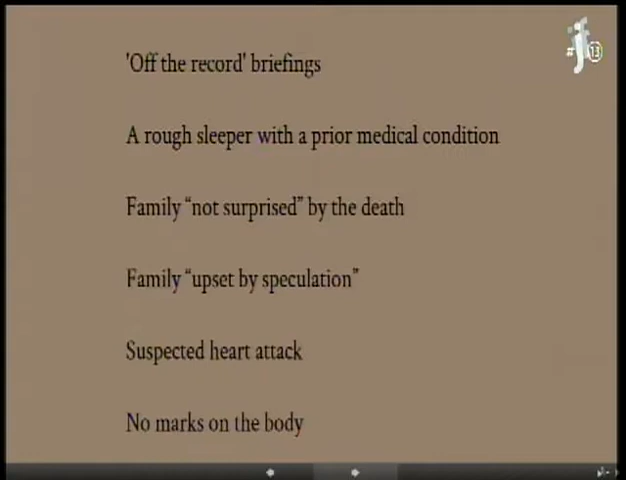 'Off the record' briefings
A rough sleeper with a prior medical condition
Family “not surprised” by the death
Family “upset by speculation”
Suspected heart attack
No marks on the body
#ijf13